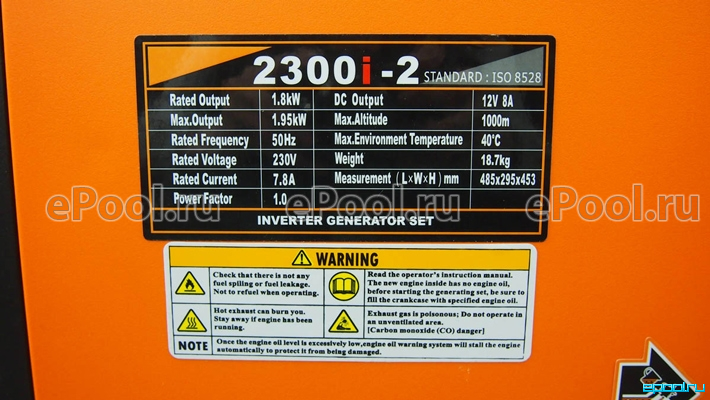 2300i-2 STANDARD : ISO 8528
Rated Output 1.8kW DC Output 12V 8A
Max.Output 1.95kW Max.Altitude 1000m
Rated Frequency 50Hz Max.Environment Temperature 40°C
Rated Voltage 230V Weight 18.7kg
Rated Current 7.8A Measurement (L×W×H) mm 485x295x453
Power Factor 1.0
ePool.ru ePool.ru ePool.ru
INVERTER GENERATOR SET
WARNING
Check that there is not any
fuel spiling or fuel leakage.
Not to refuel when operating.
Read the operator's instruction manual.
The new engine inside has no engine oil,
before starting the generating set, be sure to
fill the crankcase with specified engine oil.
Hot exhaust can burn you.
Stay away if engine has been
running.
Exhaust gas is poisonous; Do not operate in
an unventilated area.
[Carbon monoxide (CO) danger]
NOTE Once the engine oil level is excessively low,engine oil warning system will stall the engine
automatically to protect it from being damaged.
epool.ru